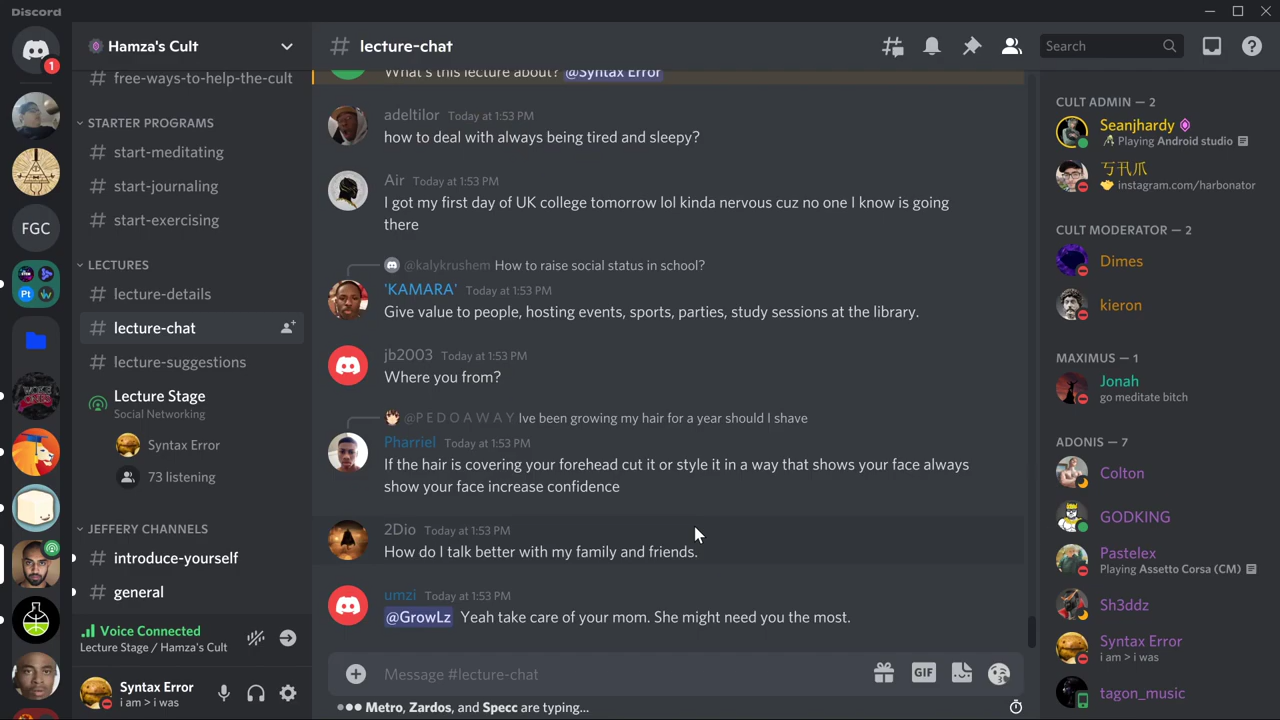 Discord
1
FGC
Hamza's Cult
free-ways-to-help-the-cult
STARTER PROGRAMS
# start-meditating
# start-journaling
# start-exercising
LECTURES
# lecture-details
# lecture-chat
# lecture-suggestions
Lecture Stage
Social Networking
Syntax Error
73 listening
JEFFERY CHANNELS
# introduce-yourself
# general
Voice Connected
Lecture Stage / Hamza's Cult
Syntax Error
i am > i was
# lecture-chat
Search
What's this lecture about? @Syntax Error
adeltilor Today at 1:53 PM
how to deal with always being tired and sleepy?
Air Today at 1:53 PM
I got my first day of UK college tomorrow lol kinda nervous cuz no one I know is going
there
@kalykrushem How to raise social status in school?
'KAMARA' Today at 1:53 PM
Give value to people, hosting events, sports, parties, study sessions at the library.
jb2003 Today at 1:53 PM
Where you from?
@P E D O A W A Y Ive been growing my hair for a year should I shave
Pharriel Today at 1:53 PM
If the hair is covering your forehead cut it or style it in a way that shows your face always
show your face increase confidence
2Dio Today at 1:53 PM
How do I talk better with my family and friends.
umzi Today at 1:53 PM
@GrowLz Yeah take care of your mom. She might need you the most.
Message #lecture-chat
GIF
Metro, Zardos, and Specc are typing...
CULT ADMIN — 2
Seanjhardy
Playing Android studio
丂卂爪
instagram.com/harbonator
CULT MODERATOR — 2
Dimes
kieron
MAXIMUS — 1
Jonah
go meditate bitch
ADONIS — 7
Colton
GODKING
Pastelex
Playing Assetto Corsa (CM)
Sh3ddz
Syntax Error
i am > i was
tagon_music